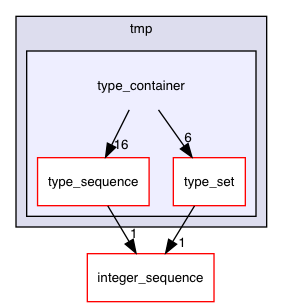 tmp
type_container
16
6
type_sequence
type_set
1
1
integer_sequence